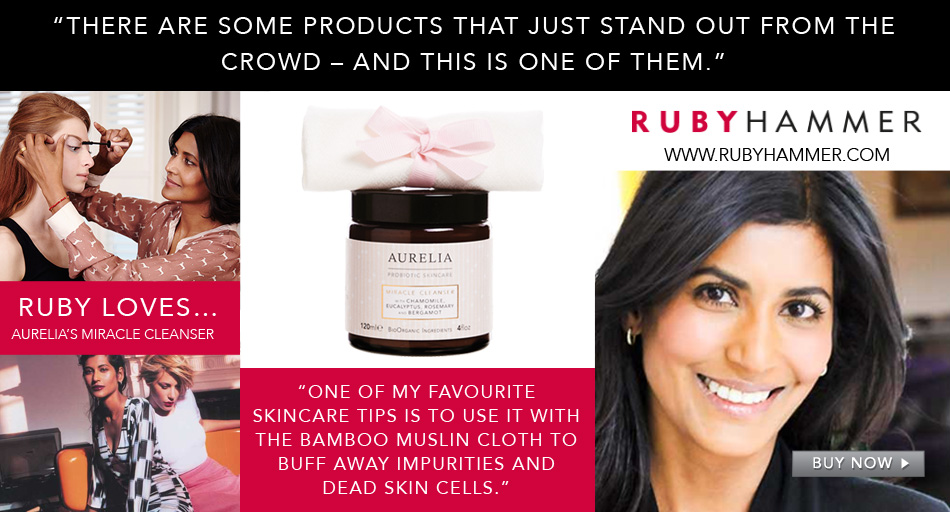 “THERE ARE SOME PRODUCTS THAT JUST STAND OUT FROM THE
CROWD – AND THIS IS ONE OF THEM.”
RUBY LOVES...
AURELIA’S MIRACLE CLEANSER
AURELIA
PROBIOTIC SKINCARE
MIRACLE CLEANSER
WITH CHAMOMILE,
EUCALYPTUS, ROSEMARY
AND BERGAMOT
120ml e BIOORGANIC INGREDIENTS 4floz
“ONE OF MY FAVOURITE
SKINCARE TIPS IS TO USE IT WITH
THE BAMBOO MUSLIN CLOTH TO
BUFF AWAY IMPURITIES AND
DEAD SKIN CELLS.”
RUBYHAMMER
WWW.RUBYHAMMER.COM
BUY NOW